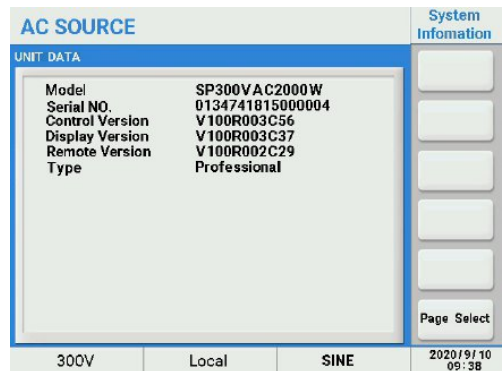 AC SOURCE
System
Infomation
UNIT DATA
Model SP300VAC2000W
Serial NO. 0134741815000004
Control Version V100R003C56
Display Version V100R003C37
Remote Version V100R002C29
Type Professional
Page Select
300V Local SINE 2020/9/10
09:38